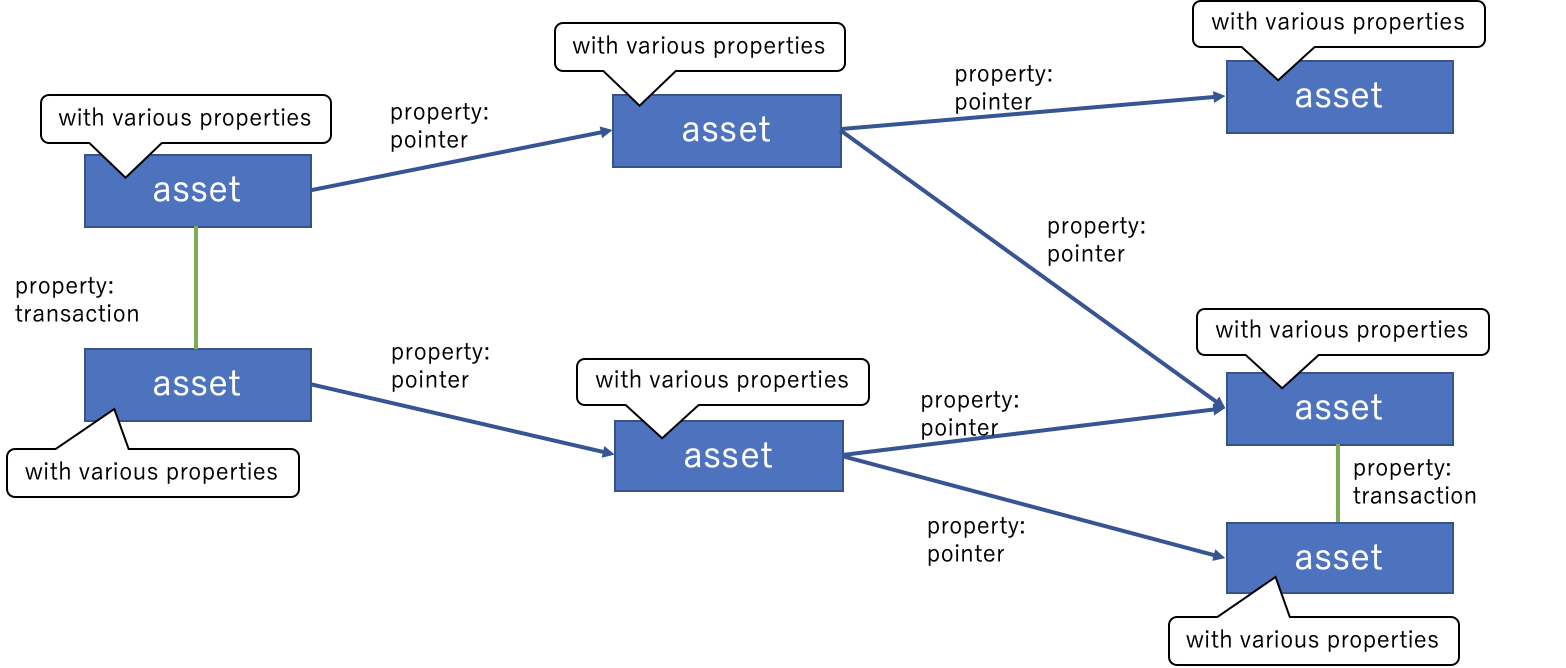 with various properties
asset
property:
pointer
with various properties
asset
property:
pointer
with various properties
asset
property:
pointer
property:
transaction
asset
with various properties
property:
pointer
with various properties
asset
property:
pointer
with various properties
asset
property:
pointer
property:
transaction
asset
with various properties